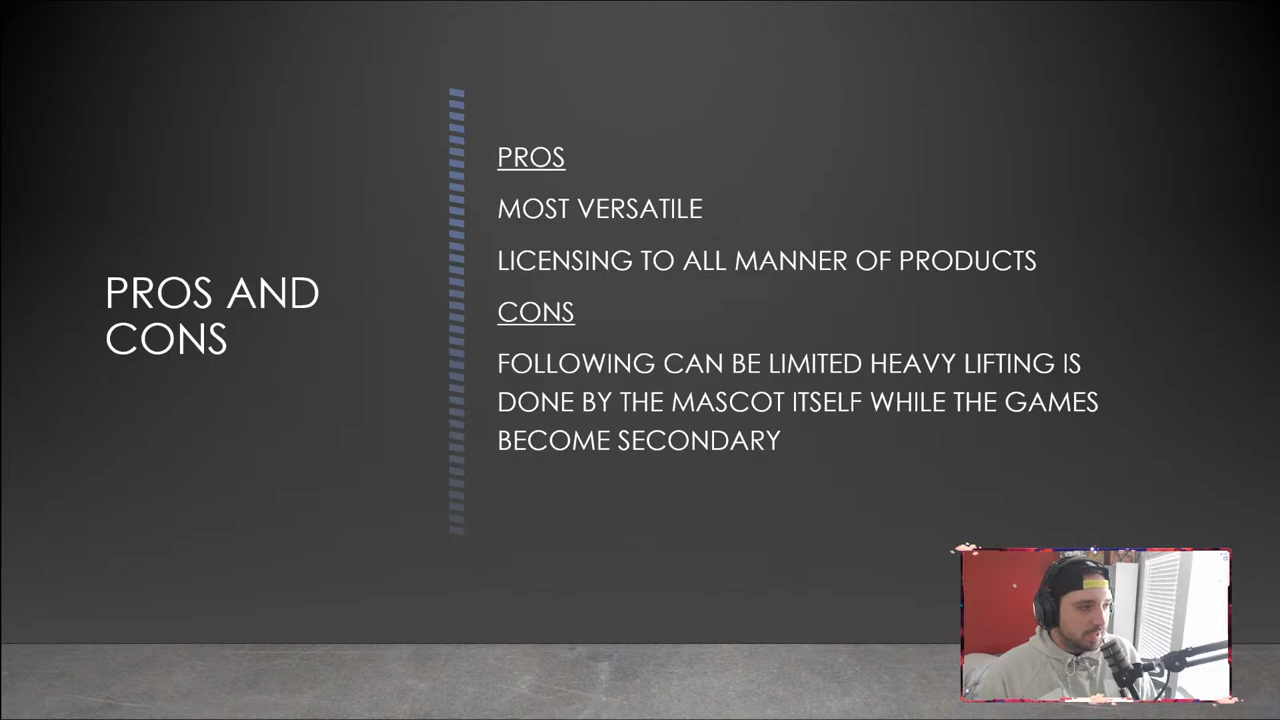 PROS AND
CONS
PROS
MOST VERSATILE
LICENSING TO ALL MANNER OF PRODUCTS
CONS
FOLLOWING CAN BE LIMITED HEAVY LIFTING IS
DONE BY THE MASCOT ITSELF WHILE THE GAMES
BECOME SECONDARY